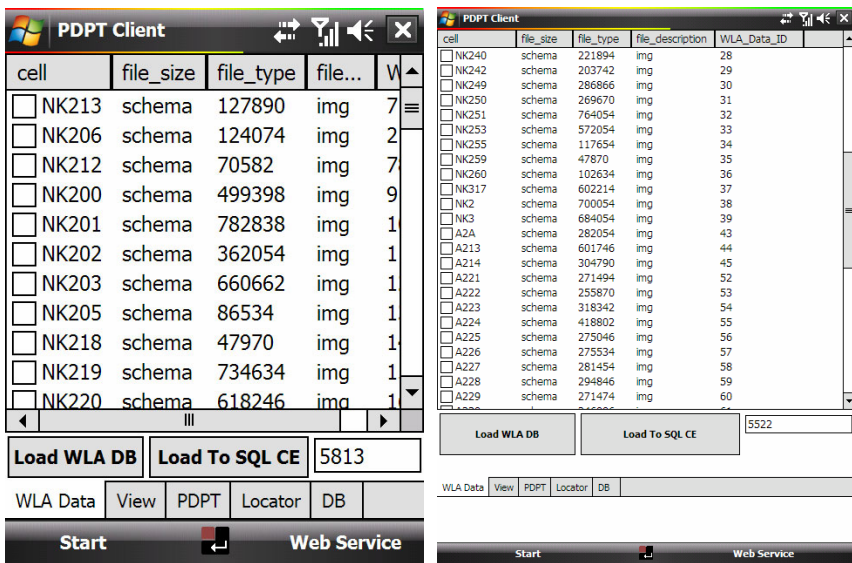 PDPT Client
cell file_size file_type file...
NK213 schema 127890 img
NK206 schema 124074 img
NK212 schema 70582 img
NK200 schema 499398 img
NK201 schema 782838 img
NK202 schema 362054 img
NK203 schema 660662 img
NK205 schema 86534 img
NK218 schema 47970 img
NK219 schema 734634 img
NK220 schema 618246 img
Load WLA DB Load To SQL CE 5813
WLA Data View PDPT Locator DB
Start Web Service
PDPT Client
cell file_size file_type file_description WLA_Data_ID
NK240 schema 221894 img 28
NK242 schema 203742 img 29
NK249 schema 286866 img 30
NK250 schema 269670 img 31
NK251 schema 764054 img 32
NK253 schema 572054 img 33
NK255 schema 117654 img 34
NK259 schema 47870 img 35
NK260 schema 102634 img 36
NK317 schema 602214 img 37
NK2 schema 700054 img 38
NK3 schema 684054 img 39
A2A schema 282054 img 43
A213 schema 601746 img 44
A214 schema 304790 img 45
A221 schema 271494 img 52
A222 schema 255870 img 53
A223 schema 318342 img 54
A224 schema 418802 img 55
A225 schema 275046 img 56
A226 schema 275534 img 57
A227 schema 281454 img 58
A228 schema 294846 img 59
A229 schema 271474 img 60
Load WLA DB Load To SQL CE 5522
WLA Data View PDPT Locator DB
Start Web Service